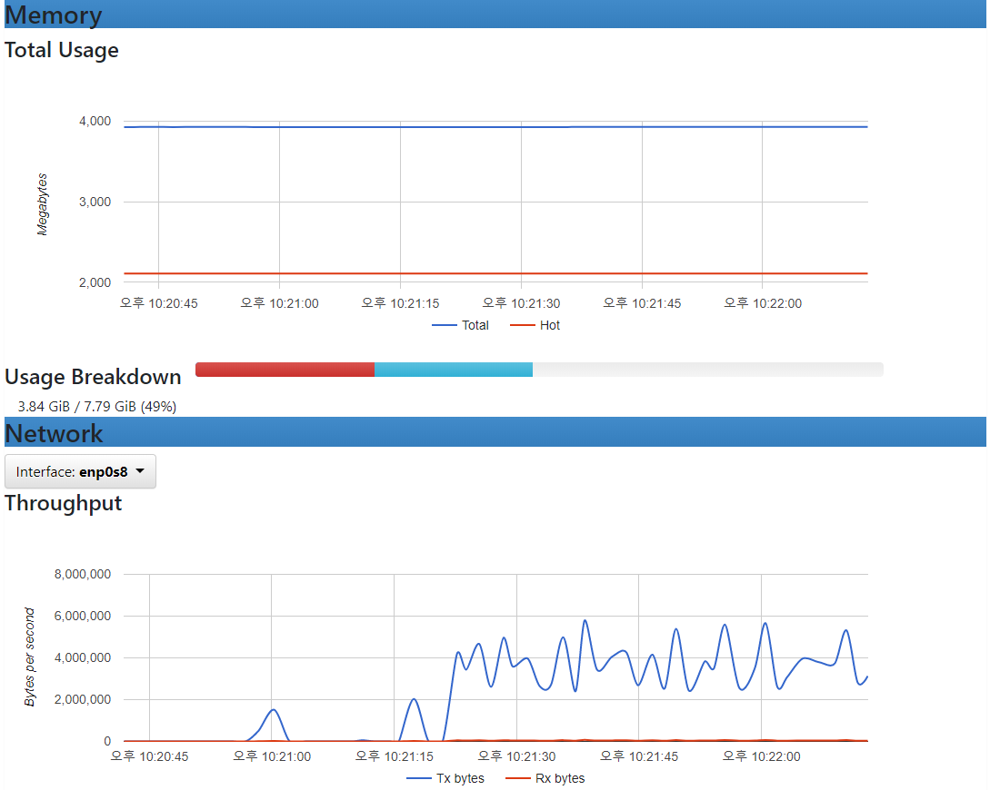 Memory
Total Usage
4,000
3,000
2,000
Megabytes
오후 10:20:45 오후 10:21:00 오후 10:21:15 오후 10:21:30 오후 10:21:45 오후 10:22:00
Total Hot
Usage Breakdown
3.84 GiB / 7.79 GiB (49%)
Network
Interface: enp0s8
Throughput
8,000,000
6,000,000
4,000,000
2,000,000
0
Bytes per second
오후 10:20:45 오후 10:21:00 오후 10:21:15 오후 10:21:30 오후 10:21:45 오후 10:22:00
Tx bytes Rx bytes